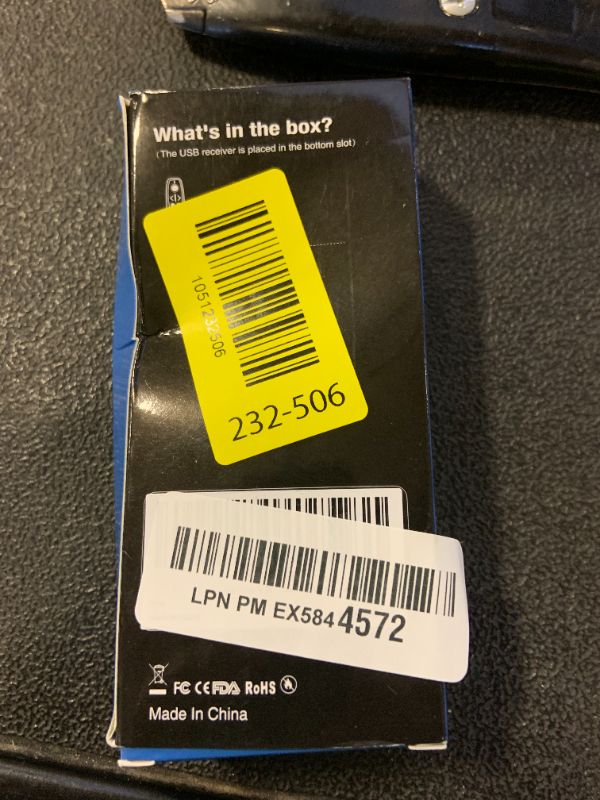 What's in the box?
(The USB receiver is placed in the bottom slot)
1051232506
232-506
LPN PM EX5844572
FC CE FDA RoHS
Made In China